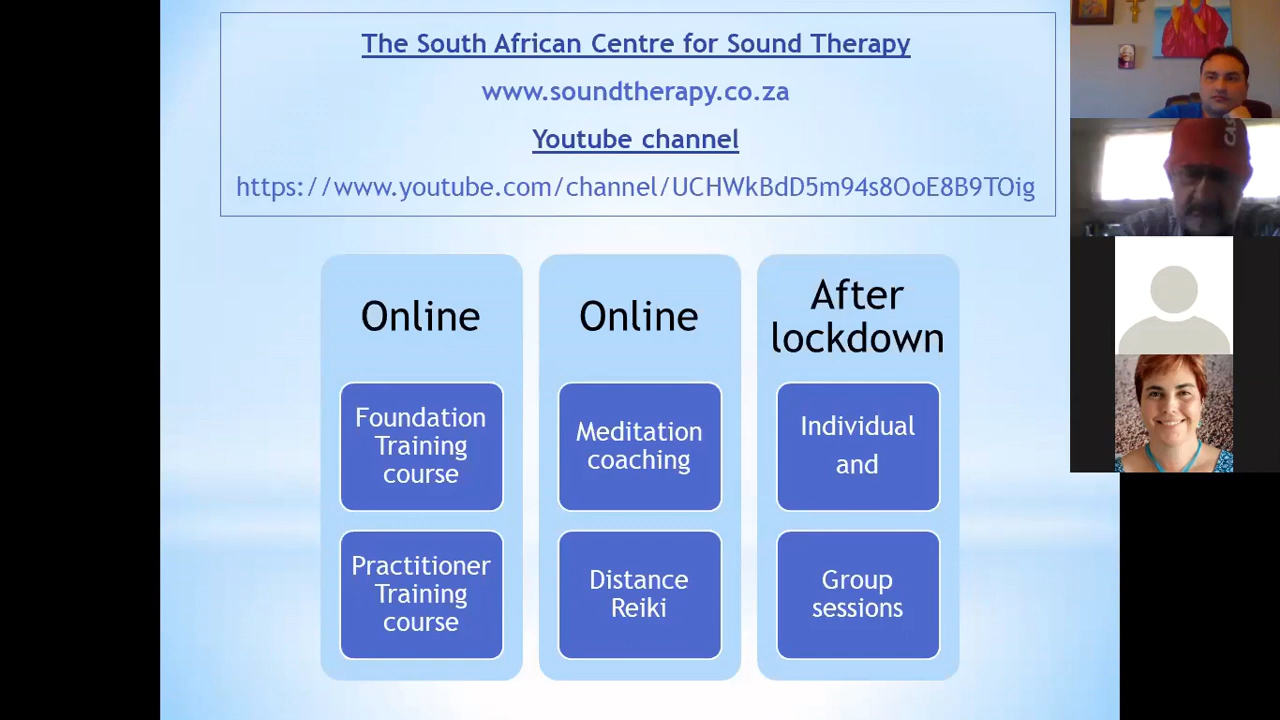 The South African Centre for Sound Therapy
www.soundtherapy.co.za
Youtube channel
https://www.youtube.com/channel/UCHWkBdD5m94s8OoE8B9TOig
Online
Foundation
Training
course
Practitioner
Training
course
Online
Meditation
coaching
Distance
Reiki
After
lockdown
Individual
and
Group
sessions